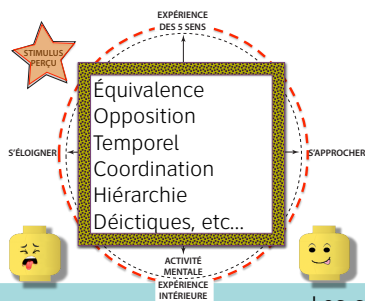 EXPÉRIENCE
DES 5 SENS
STIMULUS
PERÇU
Équivalence
Opposition
Temporel
Coordination
Hiérarchie
Déictiques, etc...
S'ÉLOIGNER
S'APPROCHER
ACTIVITÉ
MENTALE
EXPÉRIENCE
INTÉRIEURE